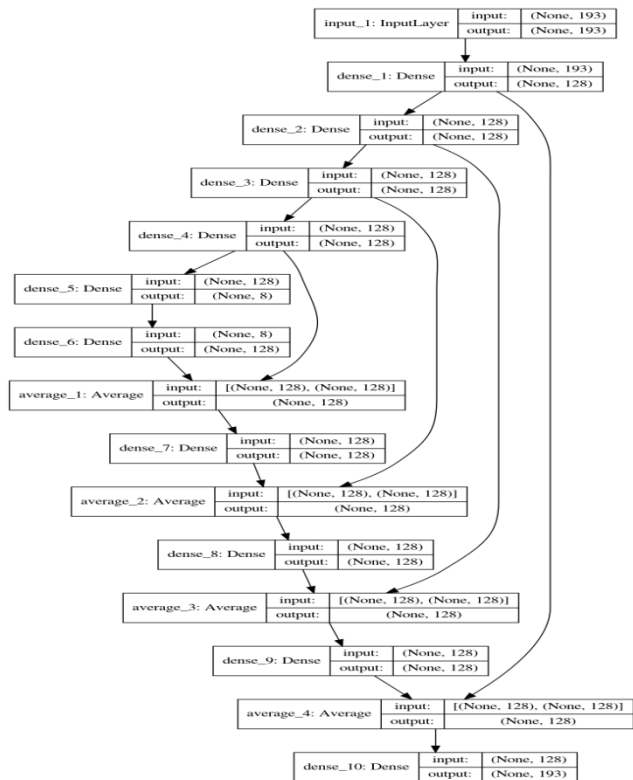 input_1: InputLayer input: (None, 193)
output: (None, 193)
dense_1: Dense input: (None, 193)
output: (None, 128)
dense_2: Dense input: (None, 128)
output: (None, 128)
dense_3: Dense input: (None, 128)
output: (None, 128)
dense_4: Dense input: (None, 128)
output: (None, 128)
dense_5: Dense input: (None, 128)
output: (None, 8)
dense_6: Dense input: (None, 8)
output: (None, 128)
average_1: Average input: [(None, 128), (None, 128)]
output: (None, 128)
dense_7: Dense input: (None, 128)
output: (None, 128)
average_2: Average input: [(None, 128), (None, 128)]
output: (None, 128)
dense_8: Dense input: (None, 128)
output: (None, 128)
average_3: Average input: [(None, 128), (None, 128)]
output: (None, 128)
dense_9: Dense input: (None, 128)
output: (None, 128)
average_4: Average input: [(None, 128), (None, 128)]
output: (None, 128)
dense_10: Dense input: (None, 128)
output: (None, 193)